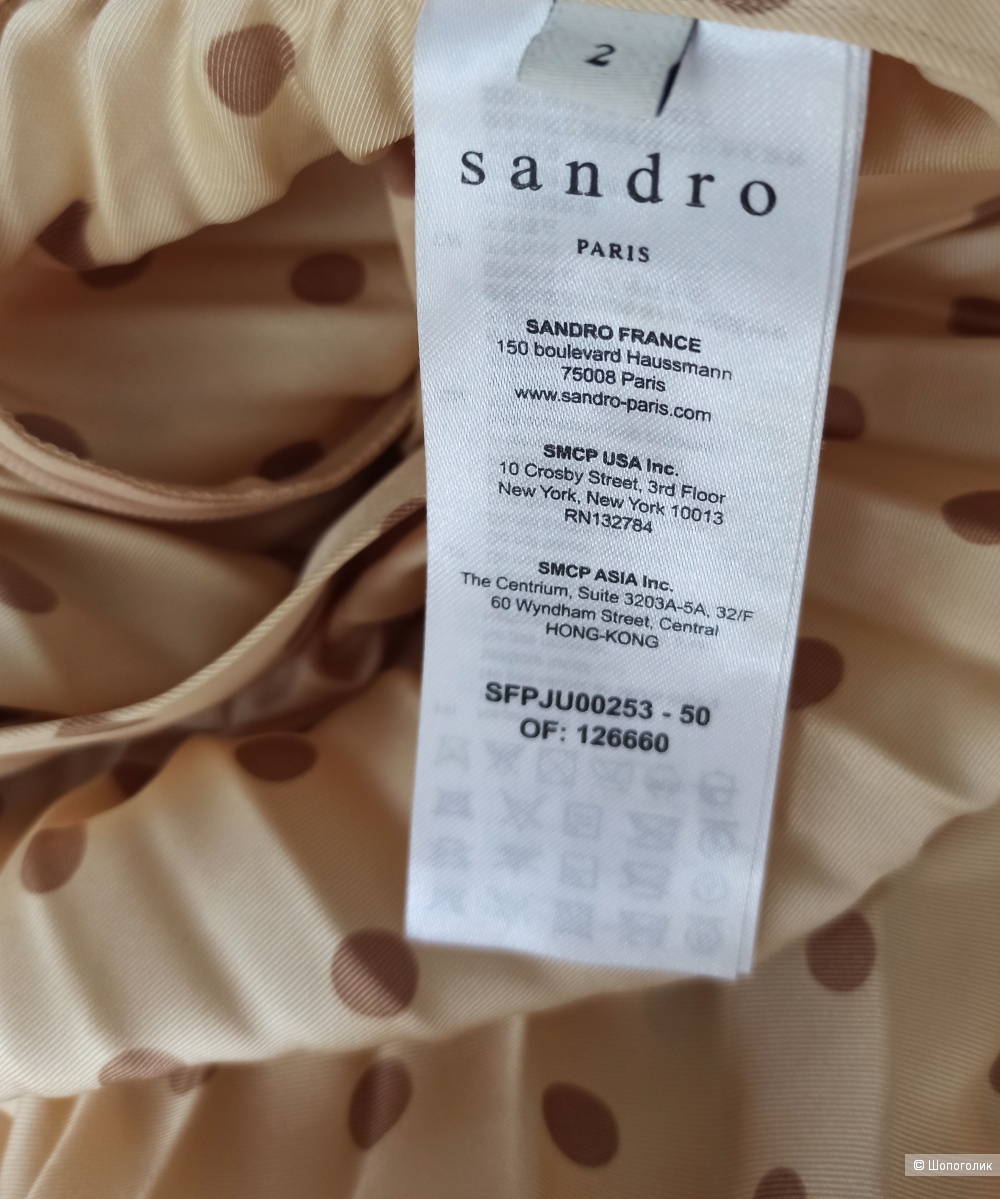 2
sandro
PARIS
SANDRO FRANCE
150 boulevard Haussmann
75008 Paris
www.sandro-paris.com
SMCP USA Inc.
10 Crosby Street, 3rd Floor
New York, New York 10013
RN132784
SMCP ASIA Inc.
The Centrium, Suite 3203A-5A, 32/F
60 Wyndham Street, Central
HONG-KONG
SFPJU00253 - 50
OF: 126660
© Шопоголик